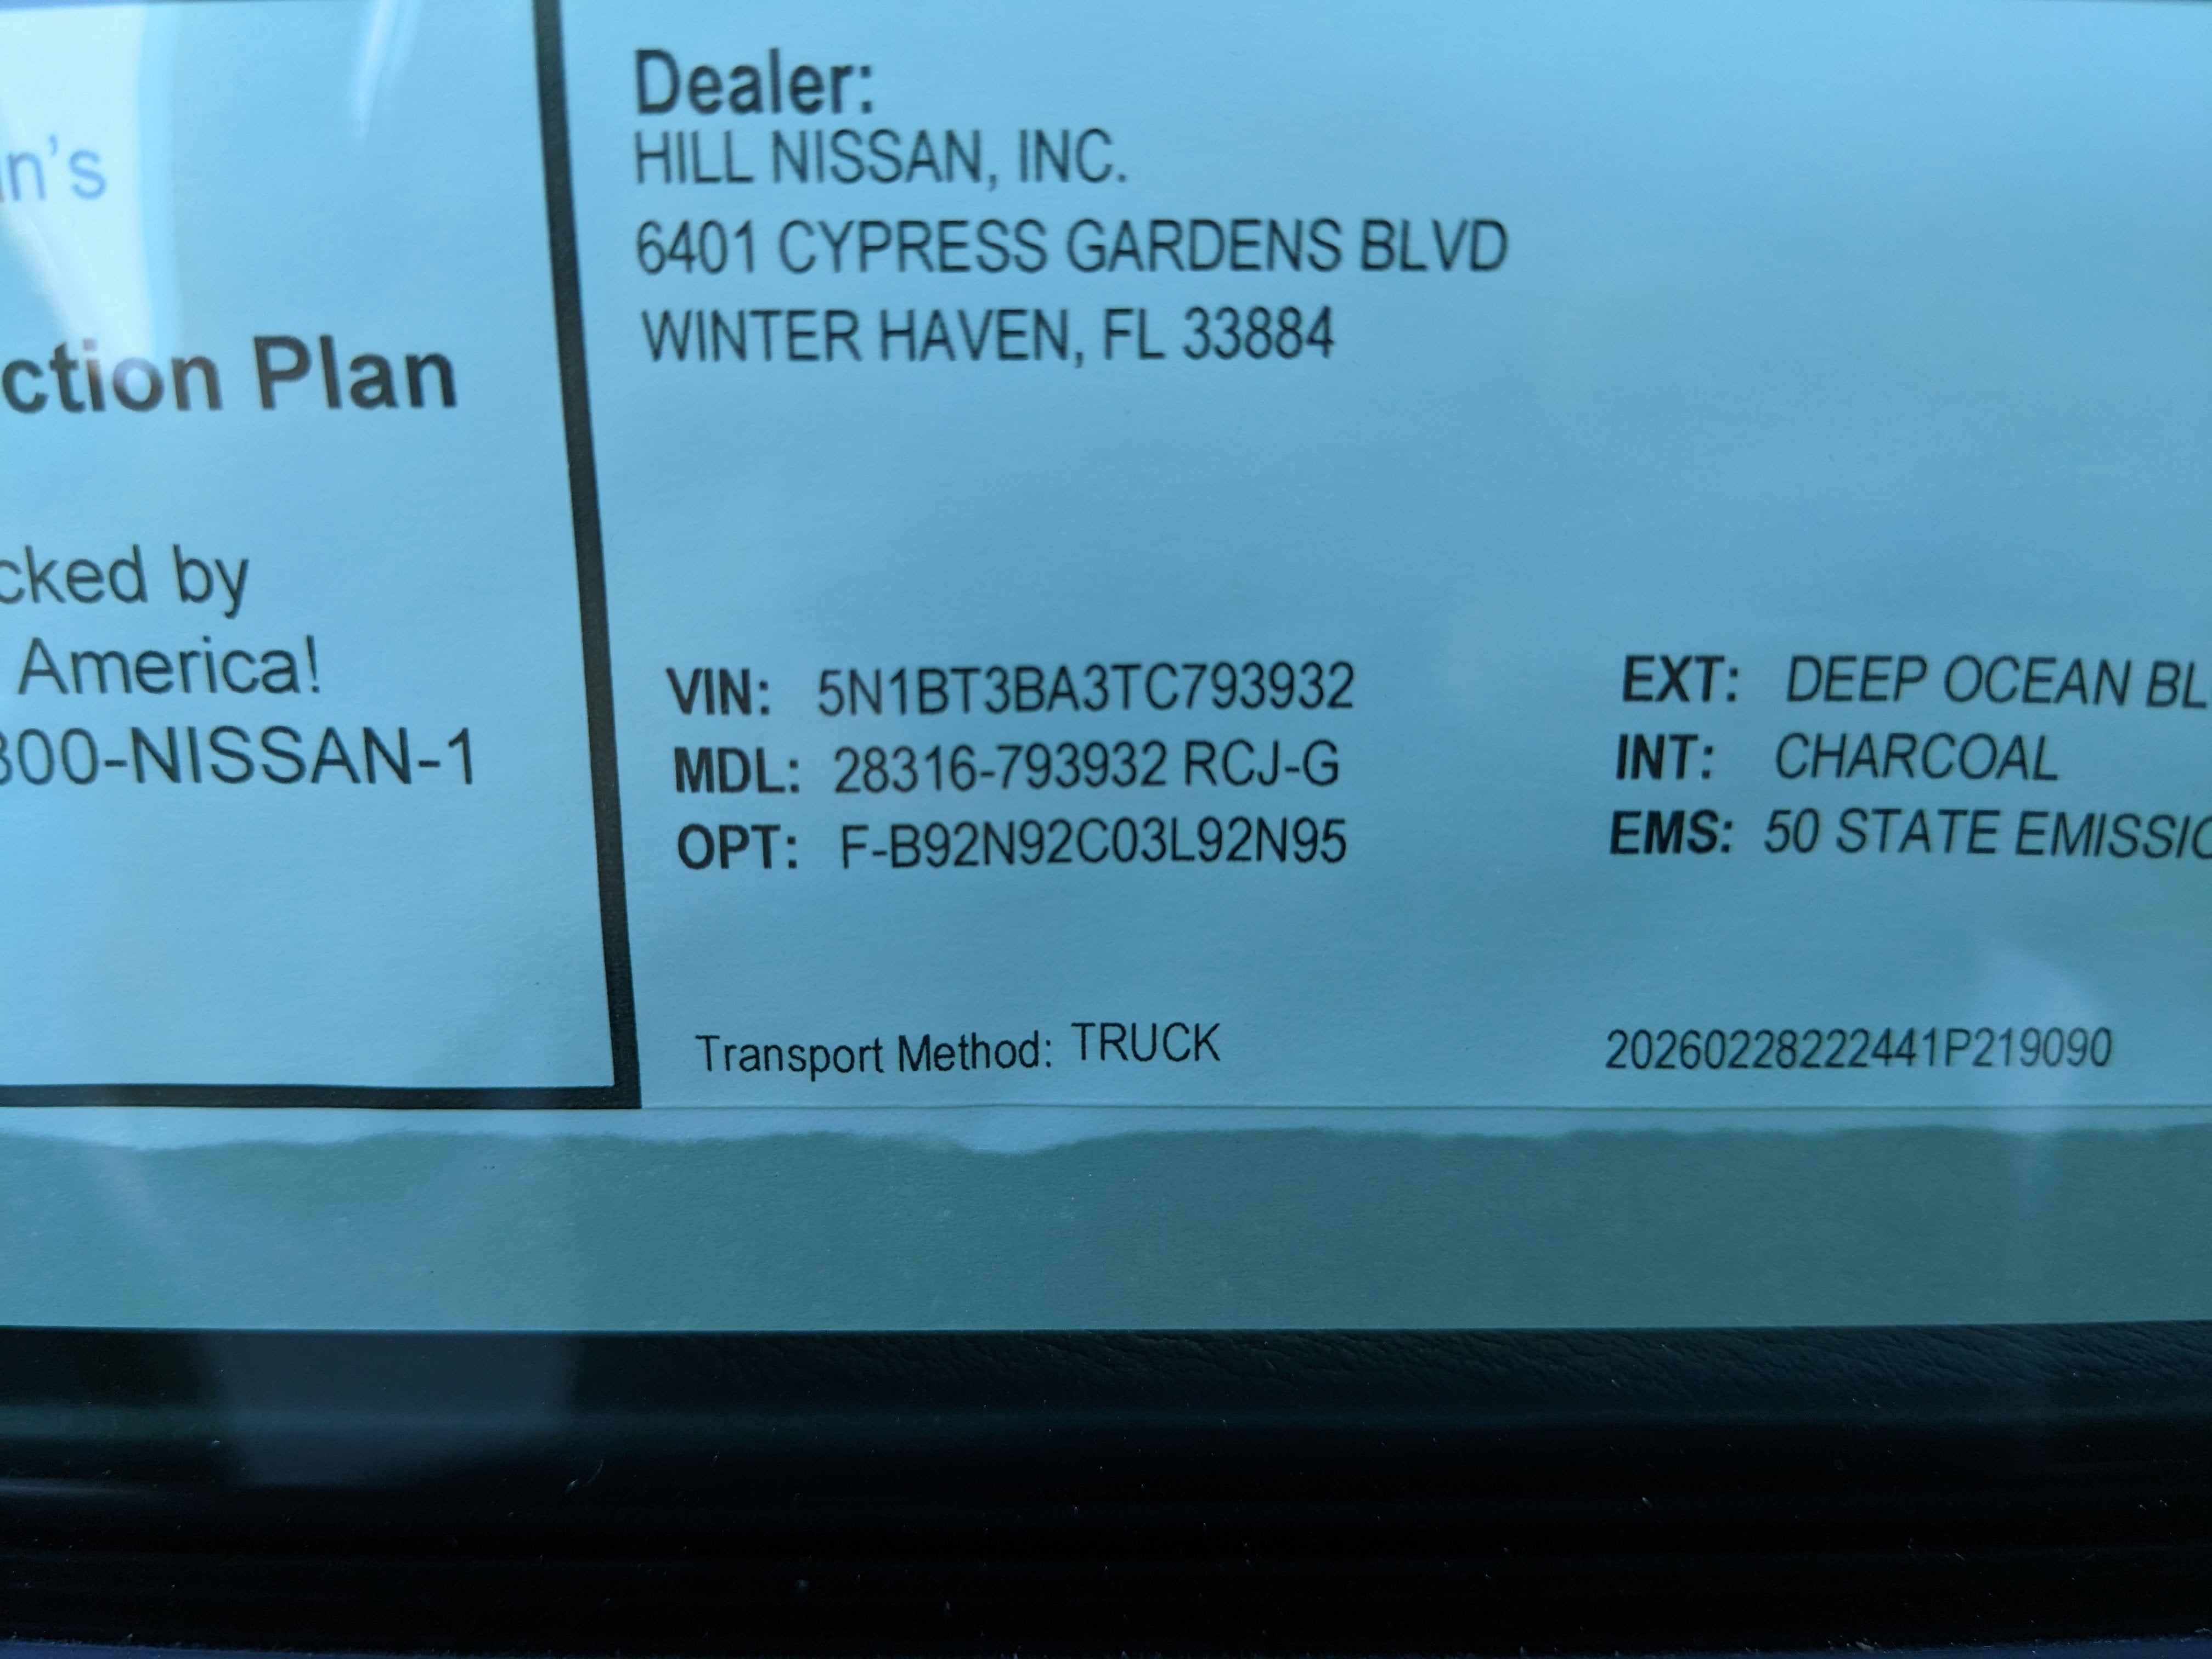 n's
ction Plan
cked by
America!
800-NISSAN-1
Dealer:
HILL NISSAN, INC.
6401 CYPRESS GARDENS BLVD
WINTER HAVEN, FL 33884
VIN: 5N1BT3BA3TC793932
MDL: 28316-793932 RCJ-G
OPT: F-B92N92C03L92N95
EXT: DEEP OCEAN BL
INT: CHARCOAL
EMS: 50 STATE EMISSIO
Transport Method: TRUCK
20260228222441P219090